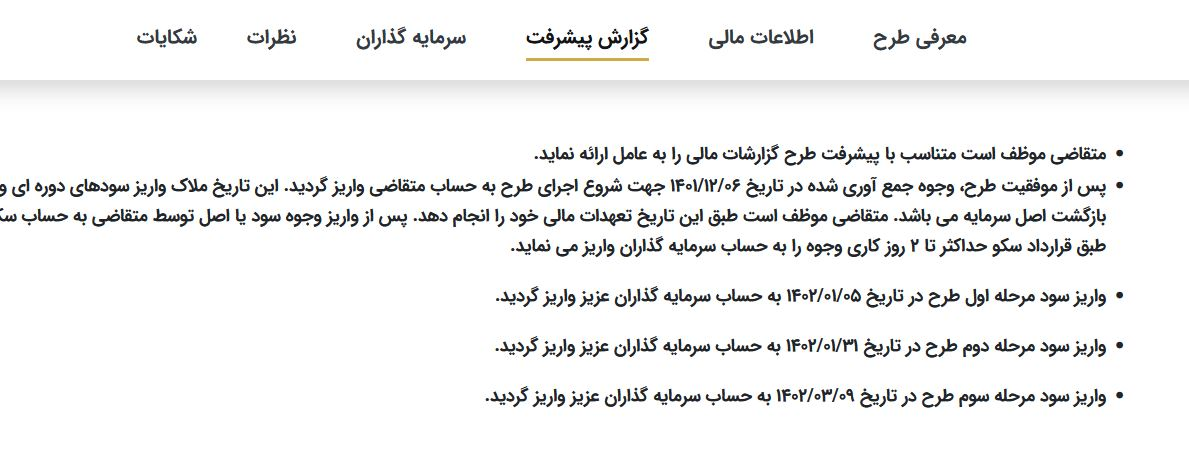 معرفی طرح اطلاعات مالی گزارش پیشرفت سرمایه گذاران نظرات شکایات
• متقاضی موظف است متناسب با پیشرفت طرح گزارشات مالی را به عامل ارائه نماید.
• پس از موفقیت طرح، وجوه جمع آوری شده در تاریخ ۱۴۰۱/۱۲/۰۶ جهت شروع اجرای طرح به حساب متقاضی واریز گردید. این تاریخ ملاک واریز سودهای دوره ای و
بازگشت اصل سرمایه می باشد. متقاضی موظف است طبق این تاریخ تعهدات مالی خود را انجام دهد. پس از واریز وجوه سود یا اصل توسط متقاضی به حساب
طبق قرارداد سکو حداکثر تا ۲ روز کاری وجوه را به حساب سرمایه گذاران واریز می نماید.
• واریز سود مرحله اول طرح در تاریخ ۱۴۰۲/۰۱/۰۵ به حساب سرمایه گذاران عزیز واریز گردید.
• واریز سود مرحله دوم طرح در تاریخ ۱۴۰۲/۰۱/۳۱ به حساب سرمایه گذاران عزیز واریز گردید.
• واریز سود مرحله سوم طرح در تاریخ ۱۴۰۲/۰۳/۰۹ به حساب سرمایه گذاران عزیز واریز گردید.